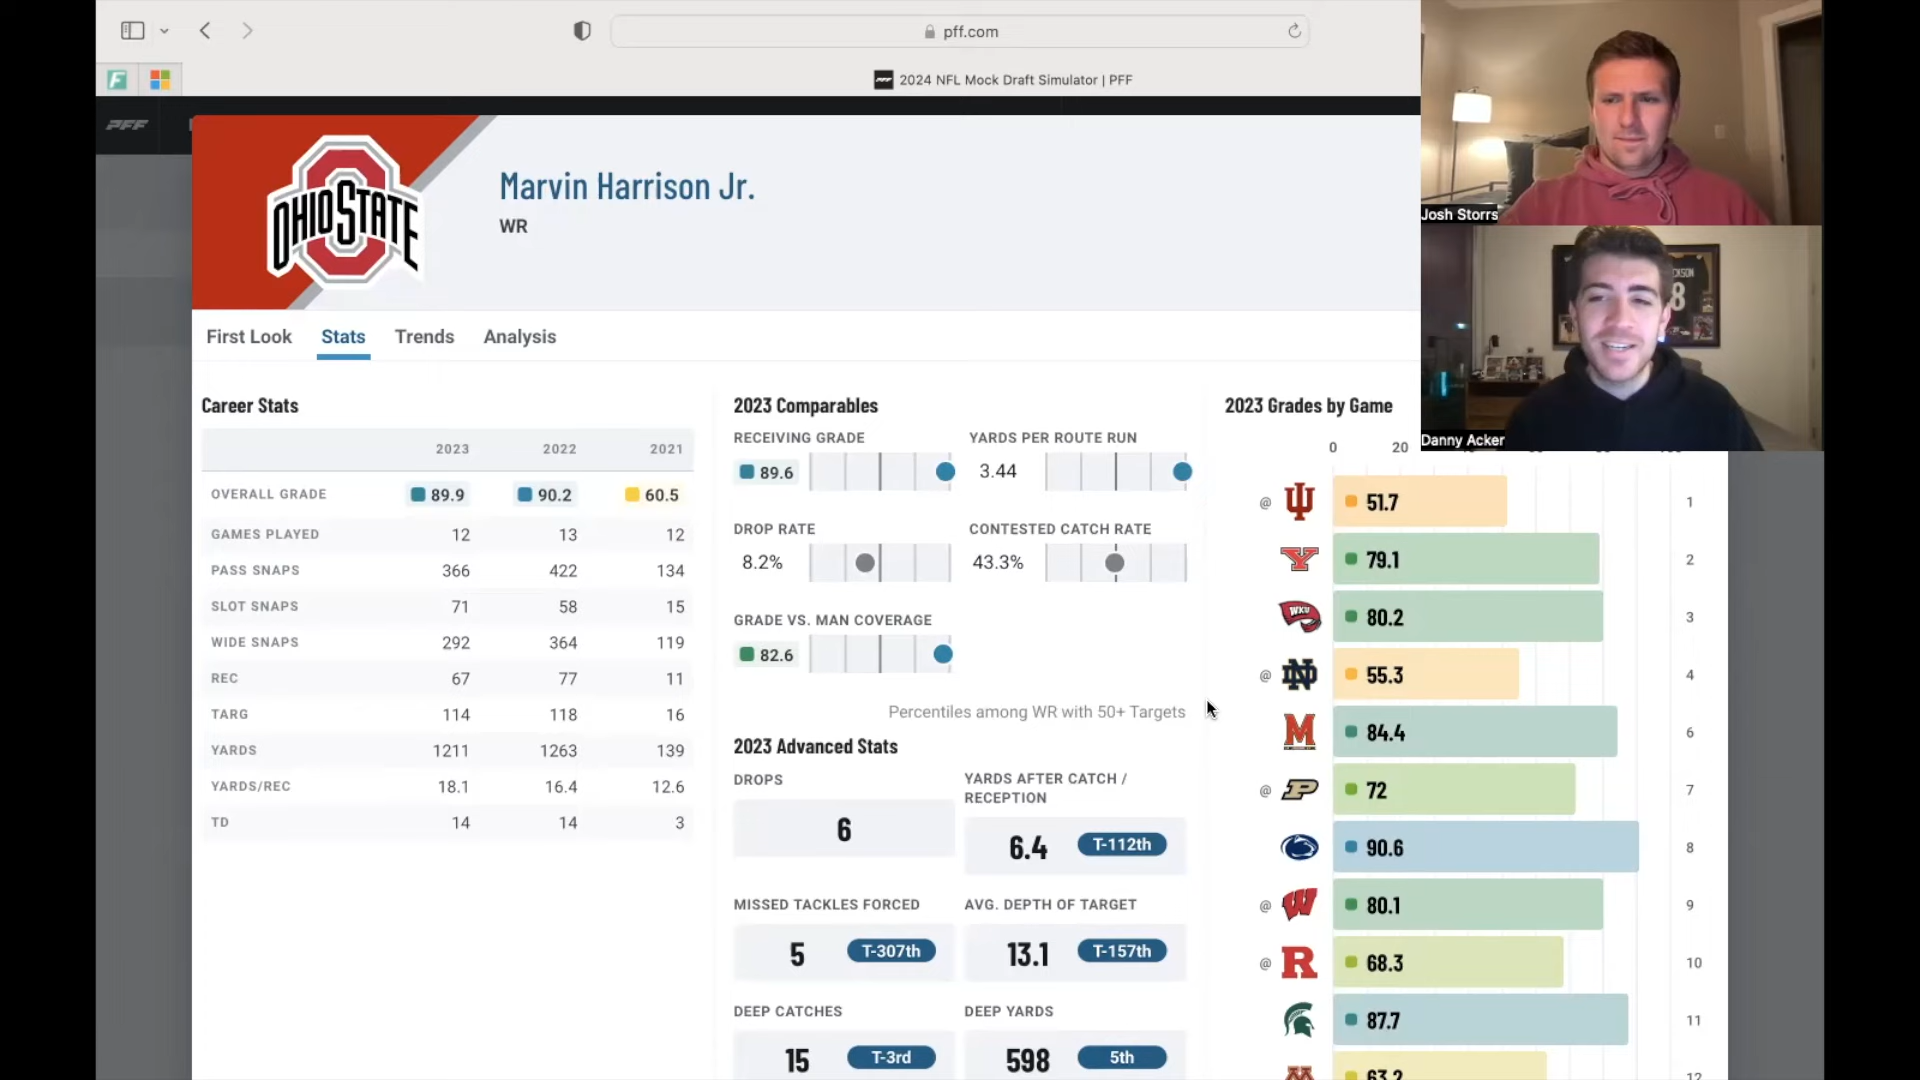 pff.com
2024 NFL Mock Draft Simulator | PFF
PFF
OHIO STATE
Marvin Harrison Jr.
WR
Josh Storrs
8
Danny Acker
First Look Stats Trends Analysis
Career Stats
2023 2022 2021
OVERALL GRADE 89.9 90.2 60.5
GAMES PLAYED 12 13 12
PASS SNAPS 366 422 134
SLOT SNAPS 71 58 15
WIDE SNAPS 292 364 119
REC 67 77 11
TARG 114 118 16
YARDS 1211 1263 139
YARDS/REC 18.1 16.4 12.6
TD 14 14 3
2023 Comparables
RECEIVING GRADE YARDS PER ROUTE RUN
89.6 3.44
DROP RATE CONTESTED CATCH RATE
8.2% 43.3%
GRADE VS. MAN COVERAGE
82.6
Percentiles among WR with 50+ Targets
2023 Advanced Stats
DROPS
6
YARDS AFTER CATCH /
RECEPTION
6.4 T-112th
MISSED TACKLES FORCED AVG. DEPTH OF TARGET
5 T-307th 13.1 T-157th
DEEP CATCHES DEEP YARDS
15 T-3rd 598 5th
2023 Grades by Game
0 20
@ 51.7 1
Y 79.1 2
WKU 80.2 3
@ ND 55.3 4
M 84.4 6
@ P 72 7
90.6 8
@ W 80.1 9
@ R 68.3 10
87.7 11
M 63.2 12